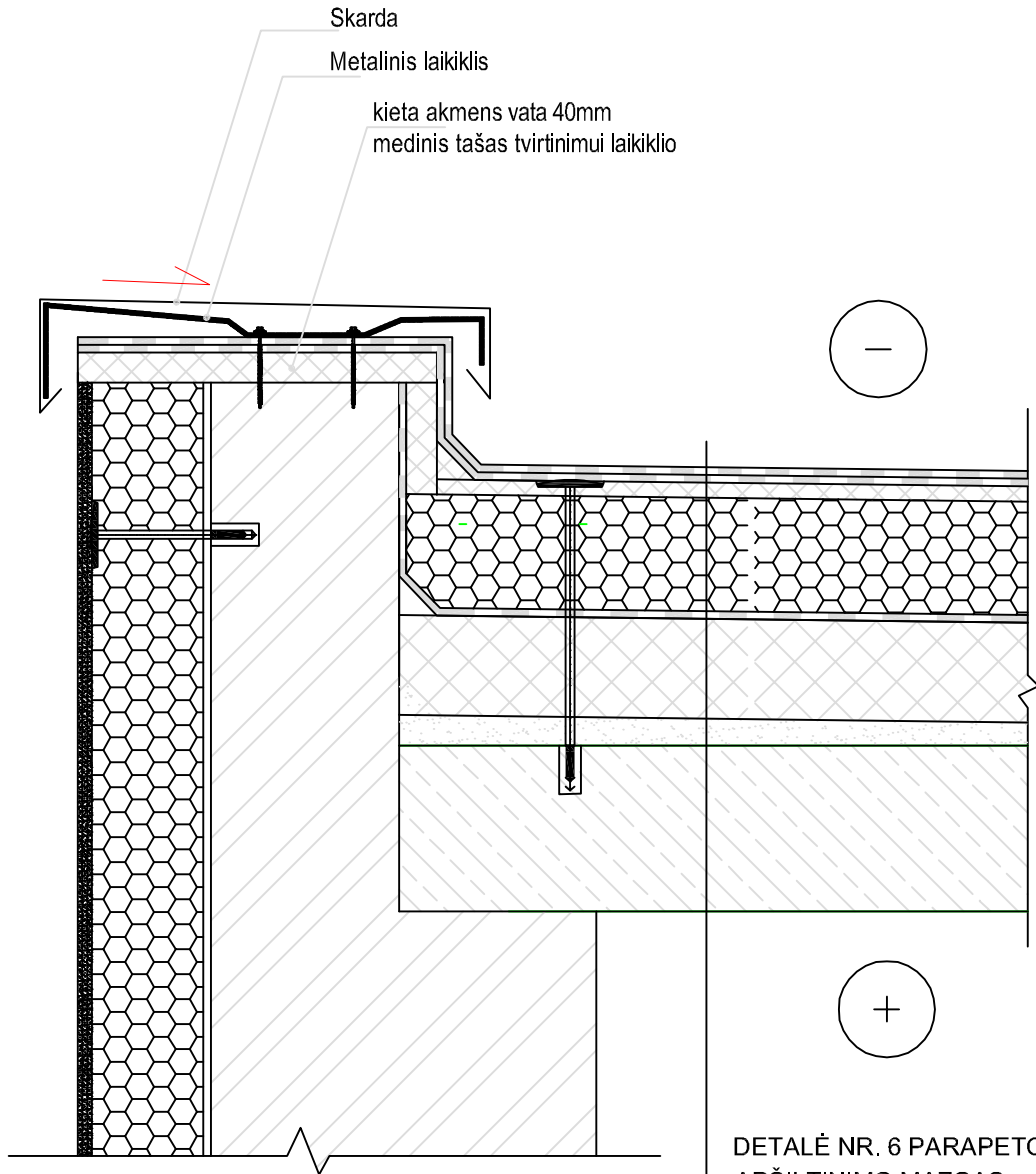 Skarda
Metalinis laikiklis
kieta akmens vata 40mm
medinis tašas tvirtinimui laikiklio
DETALĖ NR. 6 PARAPETO